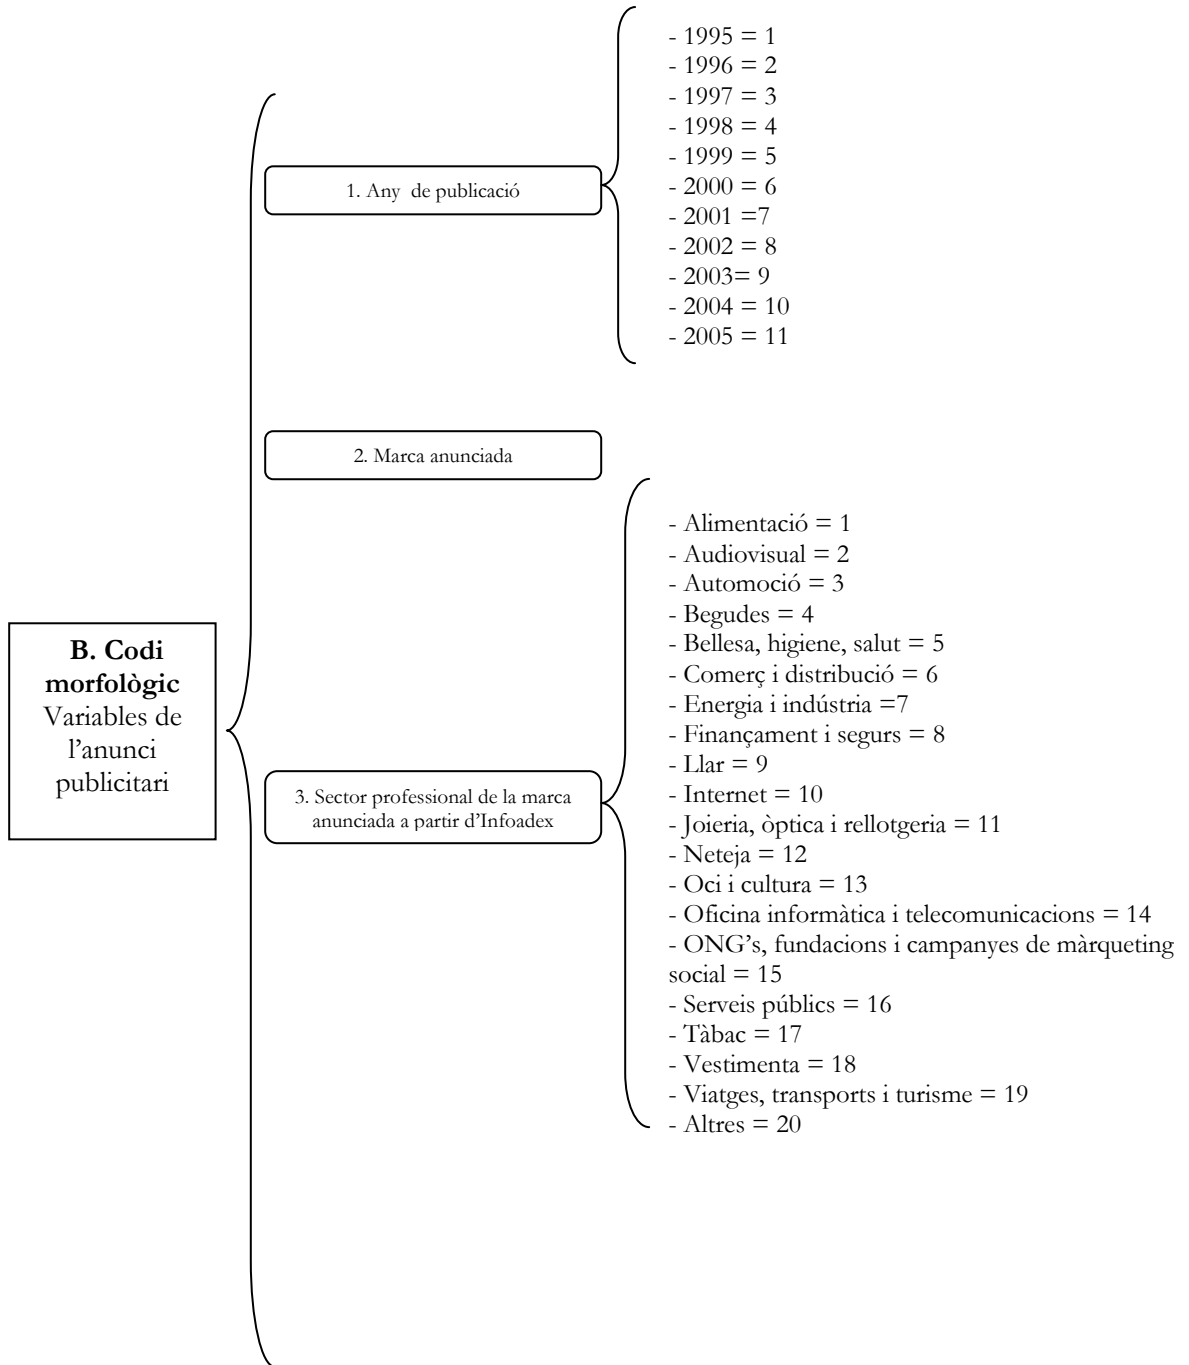 B. Codi
morfològic
Variables de
l'anunci
publicitari
1. Any  de publicació
- 1995 = 1
- 1996 = 2
- 1997 = 3
- 1998 = 4
- 1999 = 5
- 2000 = 6
- 2001 =7
- 2002 = 8
- 2003= 9
- 2004 = 10
- 2005 = 11
2. Marca anunciada
3. Sector professional de la marca
anunciada a partir d'Infoadex
- Alimentació = 1
- Audiovisual = 2
- Automoció = 3
- Begudes = 4
- Bellesa, higiene, salut = 5
- Comerç i distribució = 6
- Energia i indústria =7
- Finançament i segurs = 8
- Llar = 9
- Internet = 10
- Joieria, òptica i rellotgeria = 11
- Neteja = 12
- Oci i cultura = 13
- Oficina informàtica i telecomunicacions = 14
- ONG's, fundacions i campanyes de màrqueting
social = 15
- Serveis públics = 16
- Tàbac = 17
- Vestimenta = 18
- Viatges, transports i turisme = 19
- Altres = 20